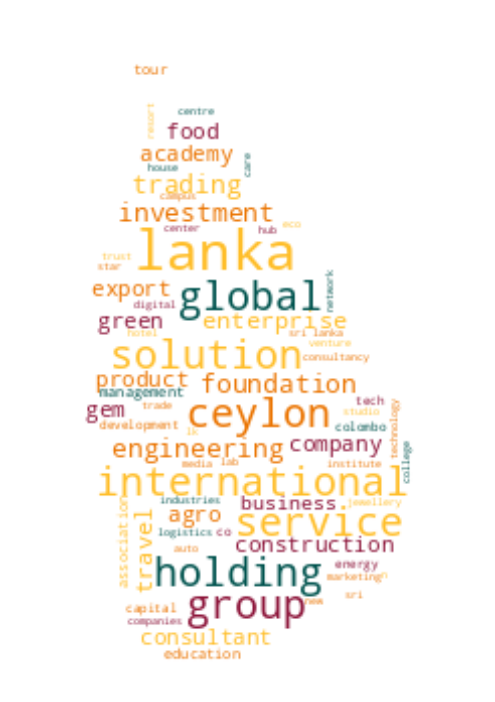 tour
centre
resort
food
academy
care
house
trading
campus
investment
center
hub
eco
lanka
trust
star
export
global
network
digital
green
enterprise
hotel
sri lanka
venture
solution
consultancy
product
foundation
management
tech
gem
trade
ceylon
studio
technology
development
colombo
lk
engineering
company
college
media
lab
institute
international
industries
business
jewellery
association
travel
agro
service
logistics
co
auto
construction
holding
energy
marketing
n
sri
group
new
capital
companies
consultant
education